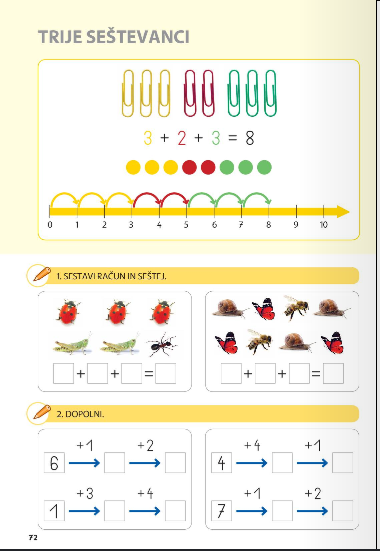 TRIJE SEŠTEVANCI
3 + 2 + 3 = 8
0 1 2 3 4 5 6 7 8 9 10
1. SESTAVI RAČUN IN SEŠTEJ.
+ + =
+ + =
2. DOPOLNI.
+1 +2
6
+3 +4
1
+4 +1
4
+1 +2
7
72